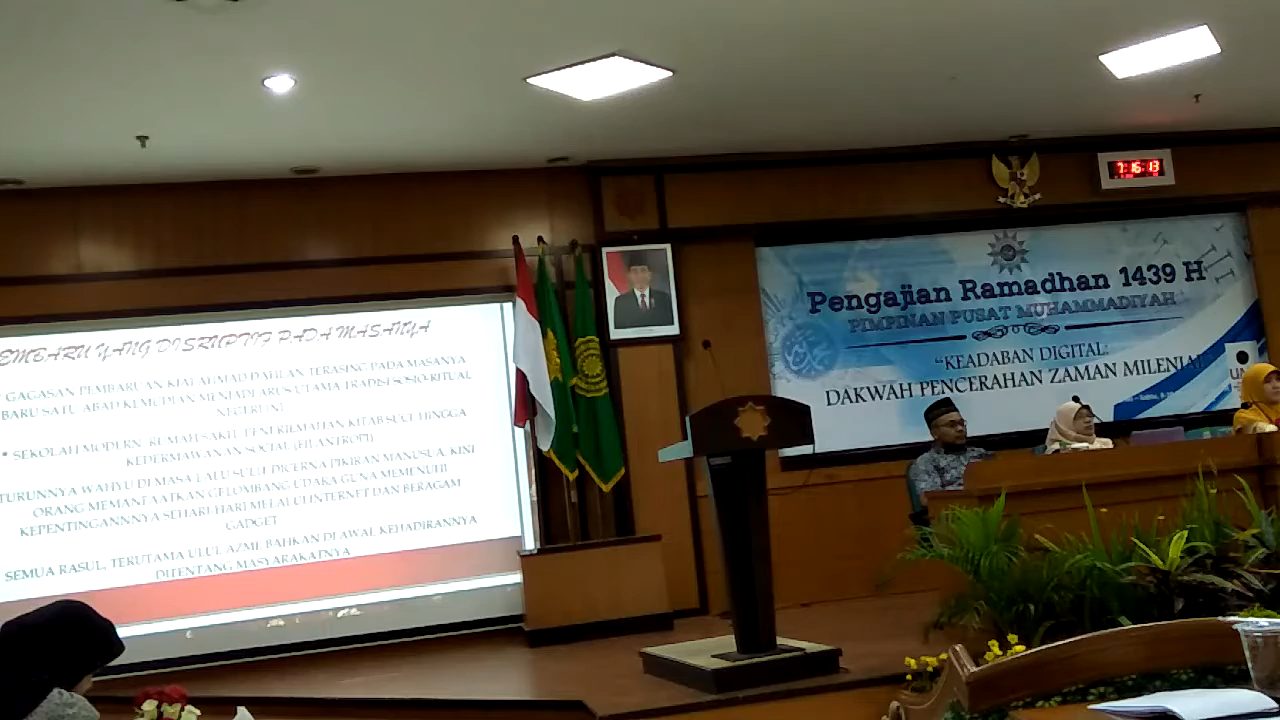 EMBARU YANG DISRUPTIF PADA MASANYA
GAGASAN PEMBARUAN KIAI AHMAD DAHLAN TERASING PADA MASANYA
BARU SATU ABAD KEMUDIAN MENJADI ARUS UTAMA TRADISI SOSIO-RITUAL
NEGERI INI
• SEKOLAH MODERN, RUMAH SAKIT, PENERJEMAHAN KITAB SUCI HINGGA
KEDERMAWANAN SOSIAL (FILANTROPI)
TURUNNYA WAHYU DI MASA LALU SULIT DICERNA PIKIRAN MANUSIA, KINI
ORANG MEMANFAATKAN GELOMBANG UDARA GUNA MEMENUHI
KEPENTINGANNNYA SEHARI-HARI MELALUI INTERNET DAN BERAGAM
GADGET
SEMUA RASUL, TERUTAMA ULUL AZMI, BAHKAN DI AWAL KEHADIRANNYA
DITENTANG MASYARAKATNYA
7:16:13
Pengajian Ramadhan 1439 H
PIMPINAN PUSAT MUHAMMADIYAH
“KEADABAN DIGITAL:
DAKWAH PENCERAHAN ZAMAN MILENIAL